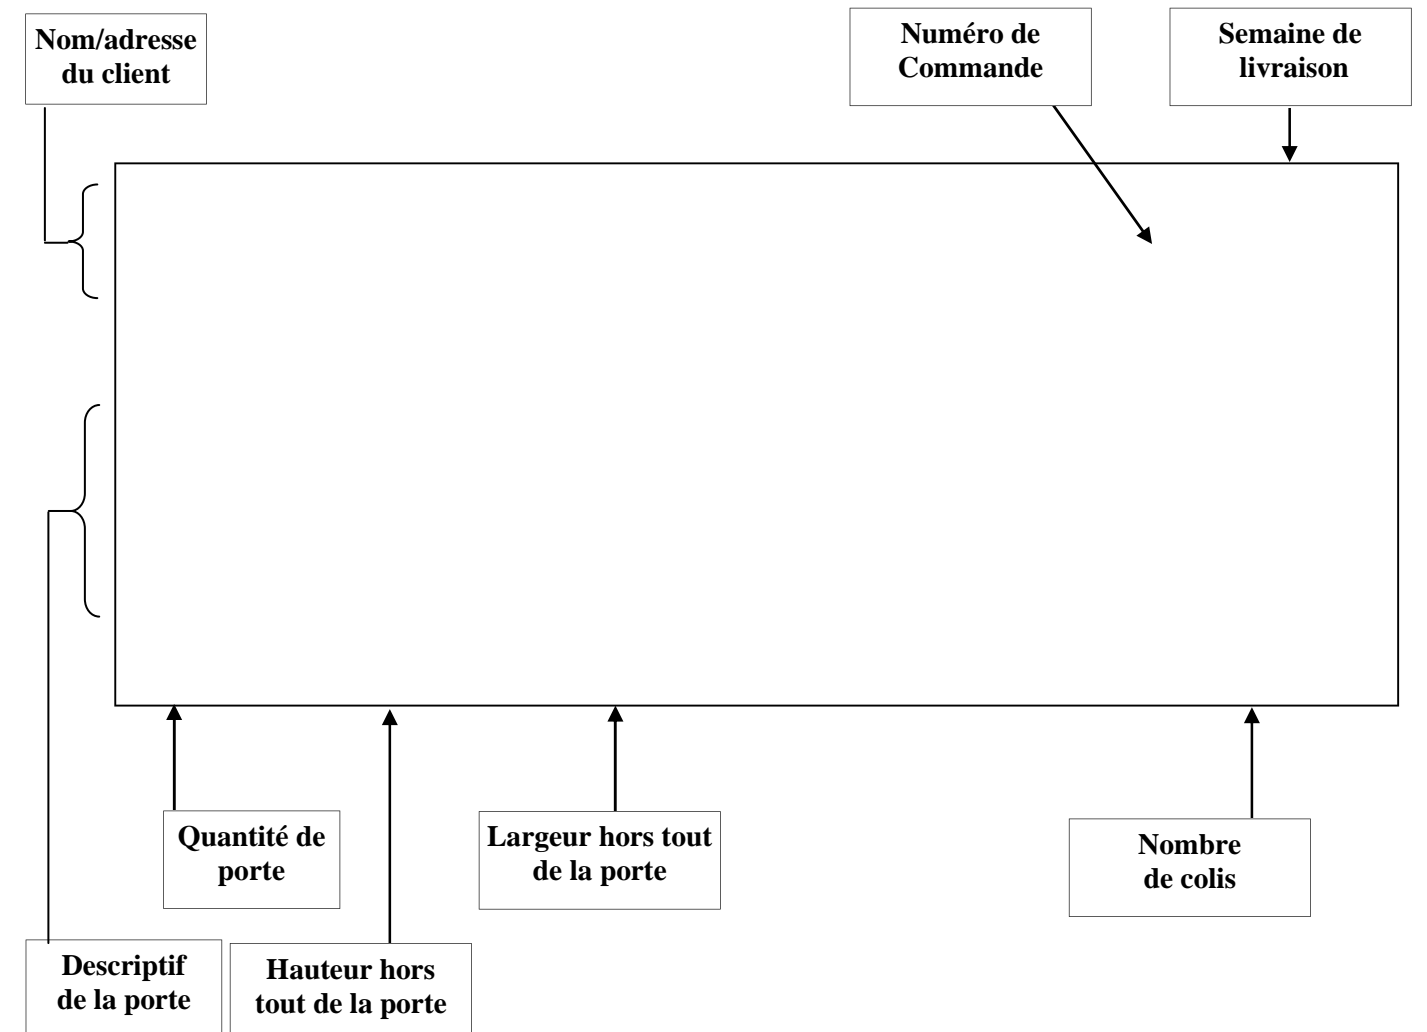 Nom/adresse
du client
Numéro de
Commande
Semaine de
livraison
Quantité de
porte
Largeur hors tout
de la porte
Nombre
de colis
Descriptif
de la porte
Hauteur hors
tout de la porte